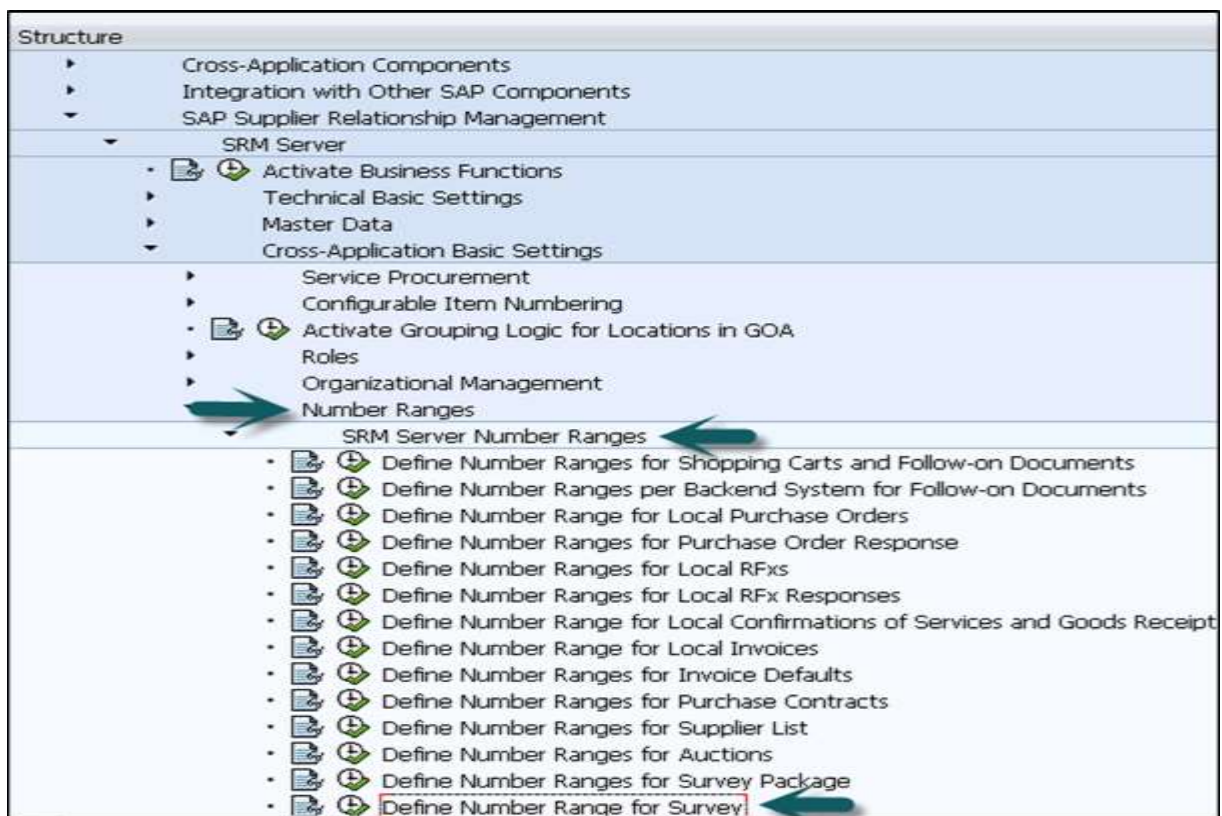 Structure
Cross-Application Components
Integration with Other SAP Components
SAP Supplier Relationship Management
SRM Server
Activate Business Functions
Technical Basic Settings
Master Data
Cross-Application Basic Settings
Service Procurement
Configurable Item Numbering
Activate Grouping Logic for Locations in GOA
Roles
Organizational Management
Number Ranges
SRM Server Number Ranges
Define Number Ranges for Shopping Carts and Follow-on Documents
Define Number Ranges per Backend System for Follow-on Documents
Define Number Range for Local Purchase Orders
Define Number Ranges for Purchase Order Response
Define Number Ranges for Local RFxs
Define Number Ranges for Local RFx Responses
Define Number Range for Local Confirmations of Services and Goods Receipt
Define Number Range for Local Invoices
Define Number Ranges for Invoice Defaults
Define Number Ranges for Purchase Contracts
Define Number Ranges for Supplier List
Define Number Ranges for Auctions
Define Number Ranges for Survey Package
Define Number Range for Survey